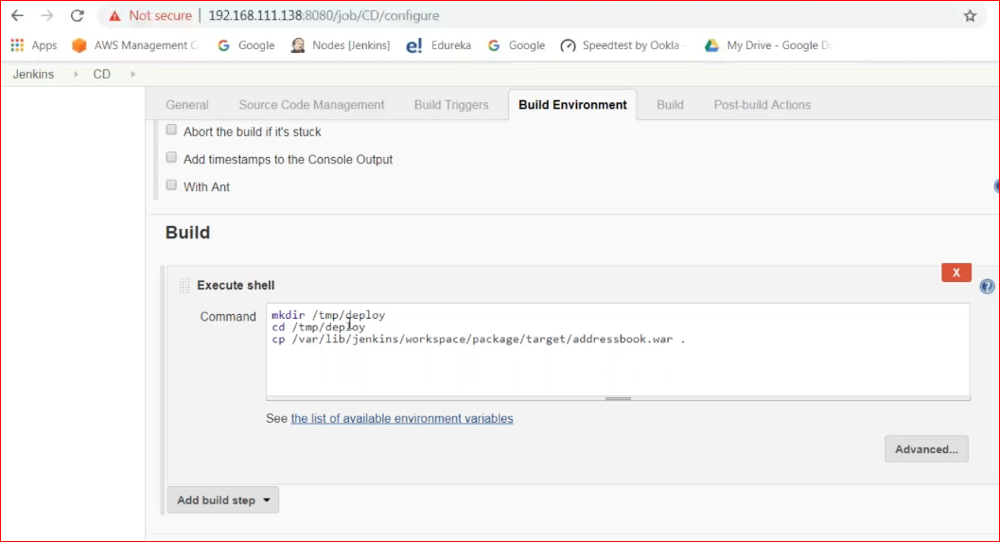 Not secure | 192.168.111.138:8080/job/CD/configure
Apps AWS Management Google Nodes [Jenkins] e! Edureka Google Speedtest by Ookla - My Drive - Google
Jenkins CD
General Source Code Management Build Triggers Build Environment Build Post-build Actions
Abort the build if it's stuck
Add timestamps to the Console Output
With Ant
Build
Execute shell
X
Command
mkdir /tmp/deploy
cd /tmp/deploy
cp /var/lib/jenkins/workspace/package/target/addressbook.war .
See the list of available environment variables
Advanced...
Add build step